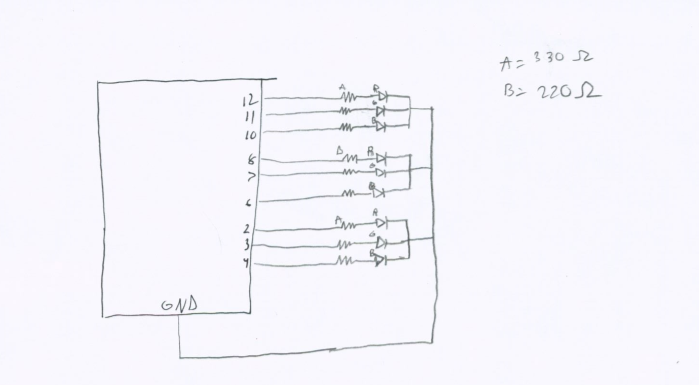 A= 330 Ω
B= 220 Ω
12 A R
11 G
10 B
8 A R
7 G
6 B
2 A R
3 G
4 B
GND